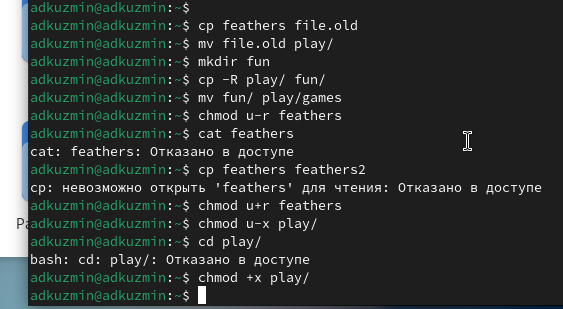 adkuzmin@adkuzmin:~$
adkuzmin@adkuzmin:~$ cp feathers file.old
adkuzmin@adkuzmin:~$ mv file.old play/
adkuzmin@adkuzmin:~$ mkdir fun
adkuzmin@adkuzmin:~$ cp -R play/ fun/
adkuzmin@adkuzmin:~$ mv fun/ play/games
adkuzmin@adkuzmin:~$ chmod u-r feathers
adkuzmin@adkuzmin:~$ cat feathers
cat: feathers: Отказано в доступе
adkuzmin@adkuzmin:~$ cp feathers feathers2
cp: невозможно открыть 'feathers' для чтения: Отказано в доступе
adkuzmin@adkuzmin:~$ chmod u+r feathers
adkuzmin@adkuzmin:~$ chmod u-x play/
adkuzmin@adkuzmin:~$ cd play/
bash: cd: play/: Отказано в доступе
adkuzmin@adkuzmin:~$ chmod +x play/
adkuzmin@adkuzmin:~$